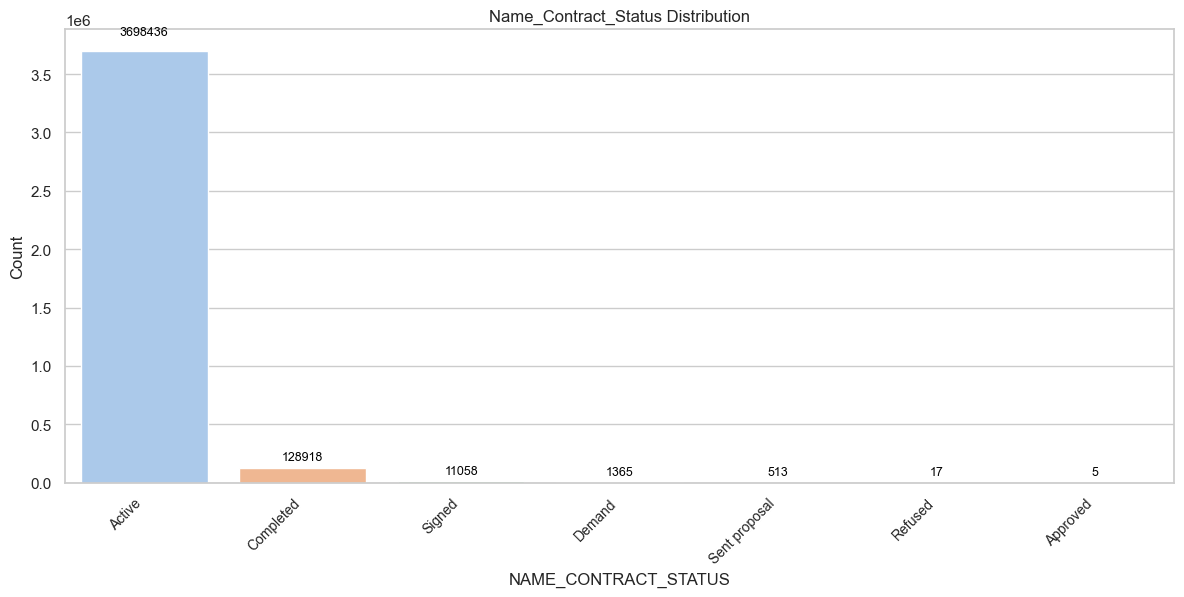 Name_Contract_Status Distribution
1e6
3698436
3.5
3.0
2.5
2.0
1.5
1.0
0.5
0.0
Count
128918
11058
1365
513
17
5
Active
Completed
Signed
Demand
Sent proposal
Refused
Approved
NAME_CONTRACT_STATUS